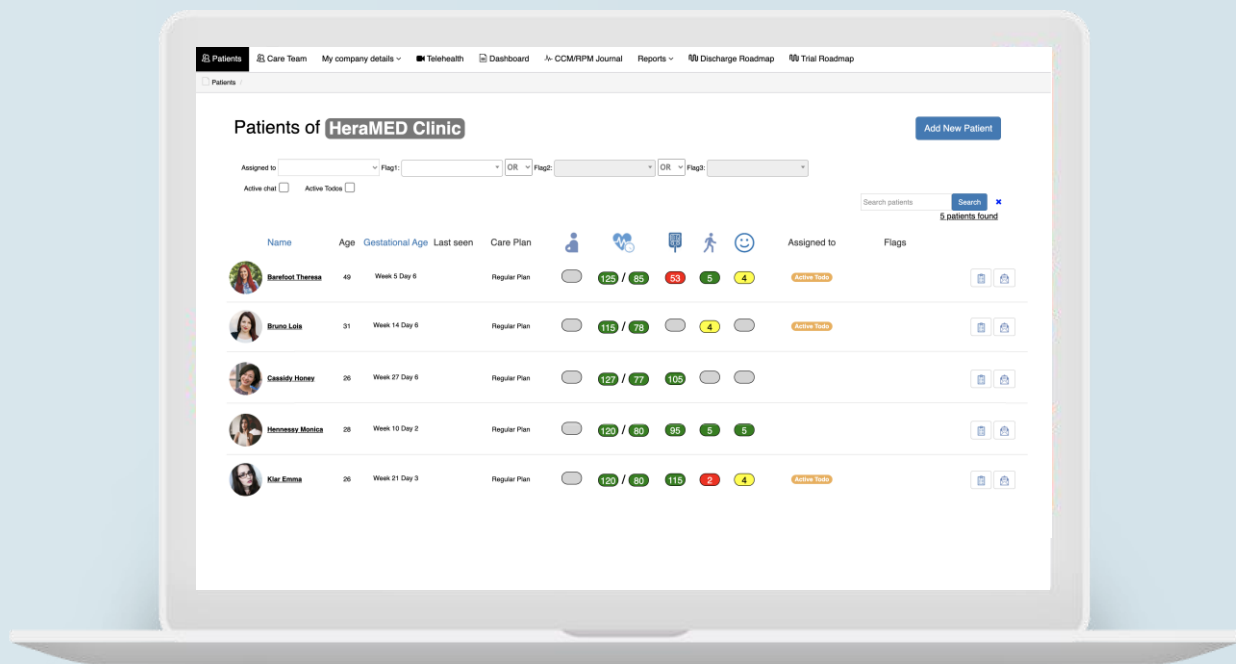 Patients Care Team My company details Telehealth Dashboard CCM/RPM Journal Reports Discharge Roadmap Trial Roadmap
Patients /
Patients of HeraMED Clinic Add New Patient
Assigned to Flag1: OR Flag2: OR Flag3:
Active chat Active Todos
Search patients Search
5 patients found
Name Age Gestational Age Last seen Care Plan Assigned to Flags
Barefoot Theresa 49 Week 5 Day 6 Regular Plan 125 / 85 53 5 4 Active Todo
Bruno Lois 31 Week 14 Day 6 Regular Plan 115 / 78 4 Active Todo
Cassidy Honey 26 Week 27 Day 6 Regular Plan 127 / 77 105
Hennessy Monica 28 Week 10 Day 2 Regular Plan 120 / 80 95 5 5
Klar Emma 26 Week 21 Day 3 Regular Plan 120 / 80 115 2 4 Active Todo